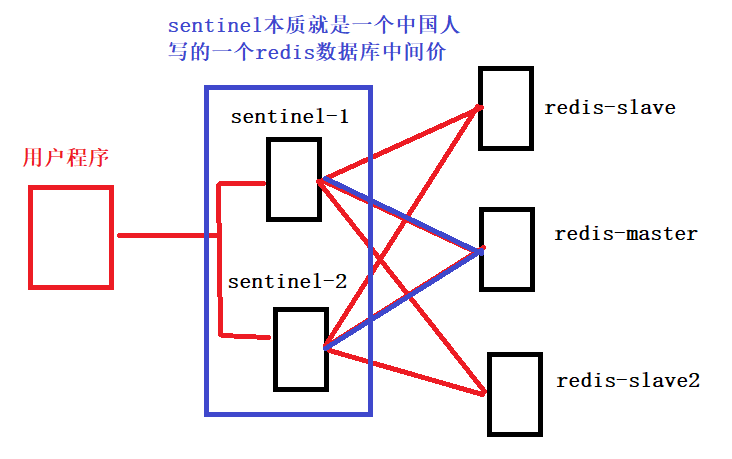 sentinel本质就是一个中国人
写的一个redis数据库中间价
sentinel-1
redis-slave
用户程序
redis-master
sentinel-2
redis-slave2